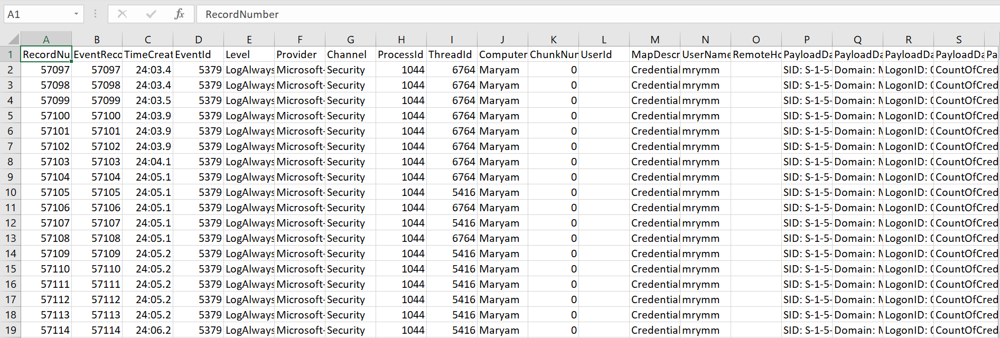 A1 fx RecordNumber
A B C D E F G H I J K L M N O P Q R S
1 RecordNu EventReco TimeCreat EventId Level Provider Channel ProcessId ThreadId Computer ChunkNum UserId MapDescr UserName RemoteHo PayloadDa PayloadDa PayloadDa PayloadDa Pa
2 57097 57097 24:03.4 5379 LogAlways Microsoft- Security 1044 6764 Maryam 0 Credential mrymm SID: S-1-5- Domain: M LogonID: 0 CountOfCred
3 57098 57098 24:03.4 5379 LogAlways Microsoft- Security 1044 6764 Maryam 0 Credential mrymm SID: S-1-5- Domain: M LogonID: 0 CountOfCred
4 57099 57099 24:03.5 5379 LogAlways Microsoft- Security 1044 6764 Maryam 0 Credential mrymm SID: S-1-5- Domain: M LogonID: 0 CountOfCred
5 57100 57100 24:03.9 5379 LogAlways Microsoft- Security 1044 6764 Maryam 0 Credential mrymm SID: S-1-5- Domain: M LogonID: 0 CountOfCred
6 57101 57101 24:03.9 5379 LogAlways Microsoft- Security 1044 6764 Maryam 0 Credential mrymm SID: S-1-5- Domain: M LogonID: 0 CountOfCred
7 57102 57102 24:03.9 5379 LogAlways Microsoft- Security 1044 6764 Maryam 0 Credential mrymm SID: S-1-5- Domain: M LogonID: 0 CountOfCred
8 57103 57103 24:04.1 5379 LogAlways Microsoft- Security 1044 6764 Maryam 0 Credential mrymm SID: S-1-5- Domain: M LogonID: 0 CountOfCred
9 57104 57104 24:05.1 5379 LogAlways Microsoft- Security 1044 6764 Maryam 0 Credential mrymm SID: S-1-5- Domain: M LogonID: 0 CountOfCred
10 57105 57105 24:05.1 5379 LogAlways Microsoft- Security 1044 5416 Maryam 0 Credential mrymm SID: S-1-5- Domain: M LogonID: 0 CountOfCred
11 57106 57106 24:05.1 5379 LogAlways Microsoft- Security 1044 6764 Maryam 0 Credential mrymm SID: S-1-5- Domain: M LogonID: 0 CountOfCred
12 57107 57107 24:05.1 5379 LogAlways Microsoft- Security 1044 5416 Maryam 0 Credential mrymm SID: S-1-5- Domain: M LogonID: 0 CountOfCred
13 57108 57108 24:05.1 5379 LogAlways Microsoft- Security 1044 6764 Maryam 0 Credential mrymm SID: S-1-5- Domain: M LogonID: 0 CountOfCred
14 57109 57109 24:05.2 5379 LogAlways Microsoft- Security 1044 5416 Maryam 0 Credential mrymm SID: S-1-5- Domain: M LogonID: 0 CountOfCred
15 57110 57110 24:05.2 5379 LogAlways Microsoft- Security 1044 5416 Maryam 0 Credential mrymm SID: S-1-5- Domain: M LogonID: 0 CountOfCred
16 57111 57111 24:05.2 5379 LogAlways Microsoft- Security 1044 5416 Maryam 0 Credential mrymm SID: S-1-5- Domain: M LogonID: 0 CountOfCred
17 57112 57112 24:05.2 5379 LogAlways Microsoft- Security 1044 5416 Maryam 0 Credential mrymm SID: S-1-5- Domain: M LogonID: 0 CountOfCred
18 57113 57113 24:05.2 5379 LogAlways Microsoft- Security 1044 5416 Maryam 0 Credential mrymm SID: S-1-5- Domain: M LogonID: 0 CountOfCred
19 57114 57114 24:06.2 5379 LogAlways Microsoft- Security 1044 5416 Maryam 0 Credential mrymm SID: S-1-5- Domain: M LogonID: 0 CountOfCred